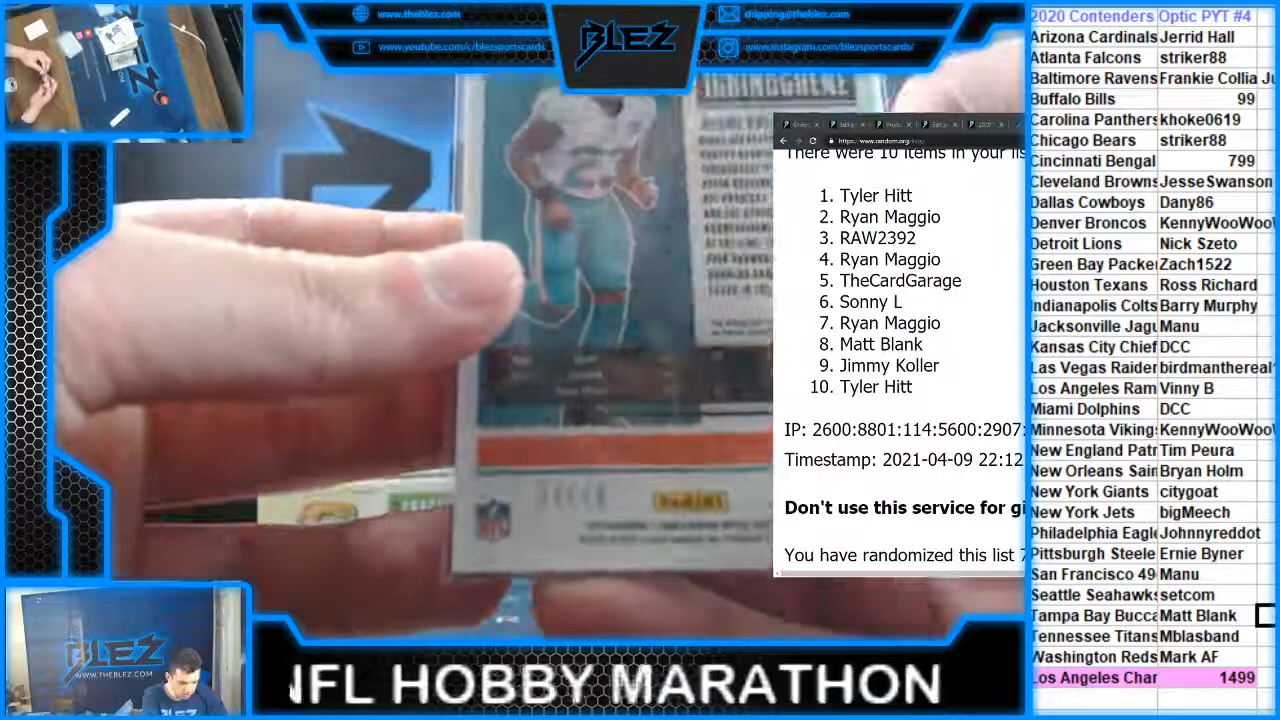 www.theblez.com
www.youtube.com/c/blezsportscards
BLEZ
shipping@theblez.com
www.instagram.com/blezsportscards/
IGBINOGHENE
PANINI
NFL
There were 10 items in your lis
1. Tyler Hitt
2. Ryan Maggio
3. RAW2392
4. Ryan Maggio
5. TheCardGarage
6. Sonny L
7. Ryan Maggio
8. Matt Blank
9. Jimmy Koller
10. Tyler Hitt
IP: 2600:8801:114:5600:2907:
Timestamp: 2021-04-09 22:12
Don't use this service for gi
You have randomized this list 7
2020 Contenders Optic PYT #4
Arizona Cardinals Jerrid Hall
Atlanta Falcons striker88
Baltimore Ravens Frankie Collia Ju
Buffalo Bills 99
Carolina Panthers khoke0619
Chicago Bears striker88
Cincinnati Bengal 799
Cleveland Browns JesseSwanson
Dallas Cowboys Dany86
Denver Broncos KennyWooWoo
Detroit Lions Nick Szeto
Green Bay Packe Zach1522
Houston Texans Ross Richard
Indianapolis Colts Barry Murphy
Jacksonville Jagu Manu
Kansas City Chief DCC
Las Vegas Raider birdmanthereal
Los Angeles Ram Vinny B
Miami Dolphins DCC
Minnesota Viking KennyWooWoo
New England Pat Tim Peura
New Orleans Sain Bryan Holm
New York Giants citygoat
New York Jets bigMeech
Philadelphia Eagle Johnnyreddot
Pittsburgh Steele Ernie Byner
San Francisco 49 Manu
Seattle Seahawks setcom
Tampa Bay Bucca Matt Blank
Tennessee Titans Mblasband
Washington Reds Mark AF
Los Angeles Char 1499
BLEZ
WWW.THEBLEZ.COM
NFL HOBBY MARATHON